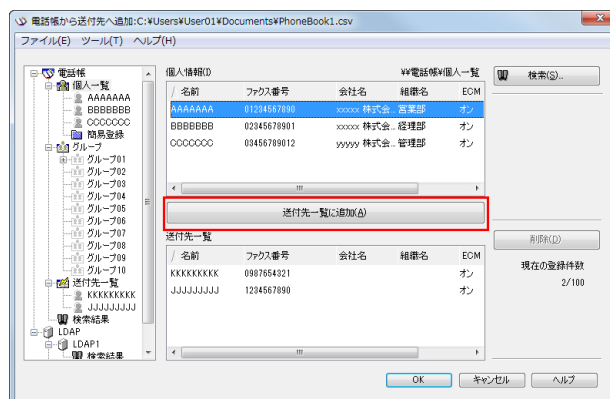 電話帳から送付先へ追加:C:¥Users¥User01¥Documents¥PhoneBook1.csv
ファイル(E) ツール(T) ヘルプ(H)
電話帳
個人一覧
AAAAAAA
BBBBBBB
CCCCCCC
簡易登録
グループ
グループ01
グループ02
グループ03
グループ04
グループ05
グループ06
グループ07
グループ08
グループ09
グループ10
送付先一覧
KKKKKKKKK
JJJJJJJJJ
検索結果
LDAP
LDAP1
検索結果
個人情報(I) ¥¥電話帳¥個人一覧
/ 名前 ファクス番号 会社名 組織名 ECM
AAAAAAA 01234567890 xxxxx 株式会... 営業部 オン
BBBBBBB 02345678901 xxxxx 株式会... 経理部 オン
CCCCCCC 03456789012 yyyyy 株式会... 管理部 オン
送付先一覧に追加(A)
送付先一覧
/ 名前 ファクス番号 会社名 組織名 ECM
KKKKKKKKK 0987654321 オン
JJJJJJJJJ 1234567890 オン
検索(S)...
削除(D)
現在の登録件数
2/100
OK キャンセル ヘルプ